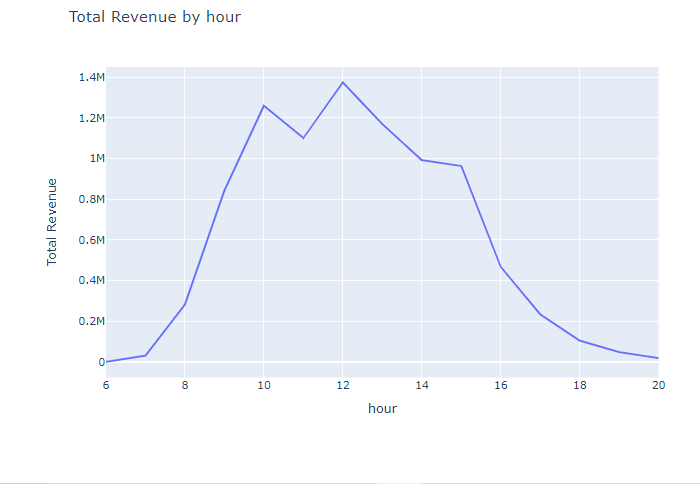 Total Revenue by hour
Total Revenue
1.4M
1.2M
1M
0.8M
0.6M
0.4M
0.2M
0
6 8 10 12 14 16 18 20
hour